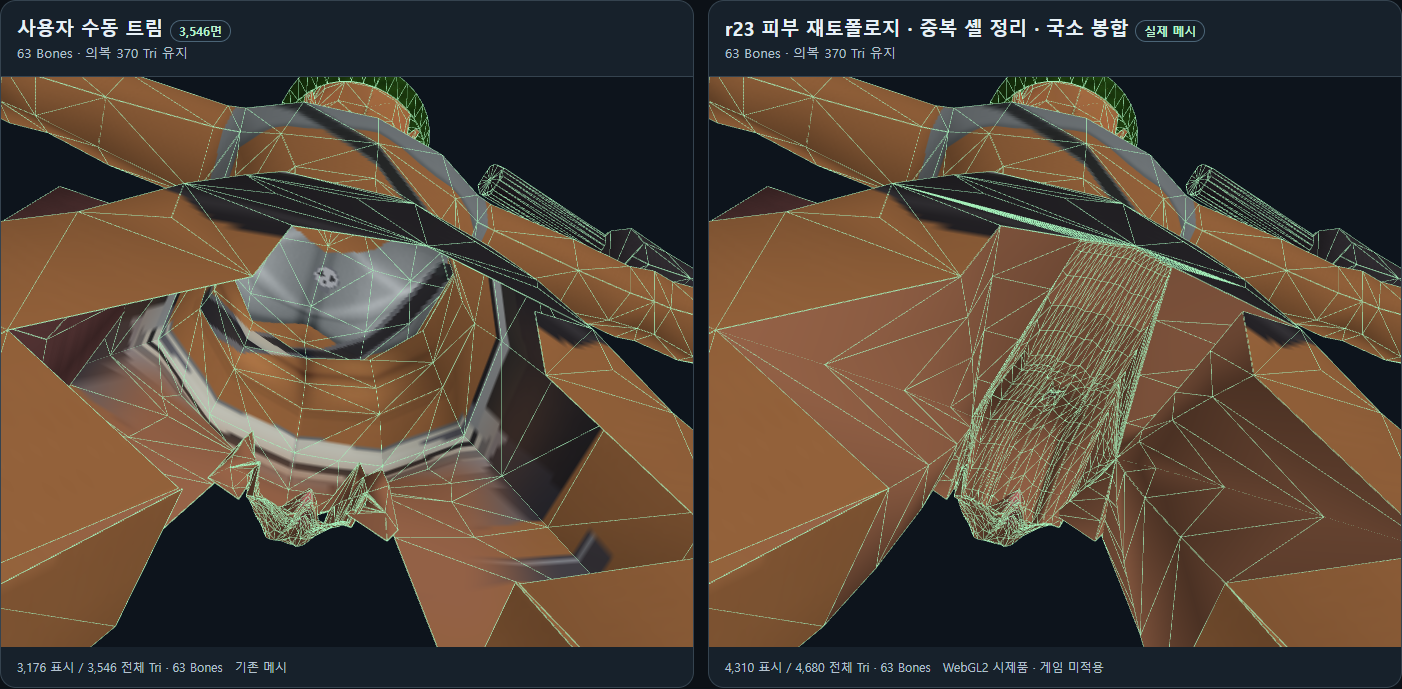 사용자 수동 트림 3,546면
63 Bones · 의복 370 Tri 유지
3,176 표시 / 3,546 전체 Tri · 63 Bones 기존 메시
r23 피부 재토폴로지 · 중복 셸 정리 · 국소 봉합 실제 메시
63 Bones · 의복 370 Tri 유지
4,310 표시 / 4,680 전체 Tri · 63 Bones WebGL2 시제품 · 게임 미적용